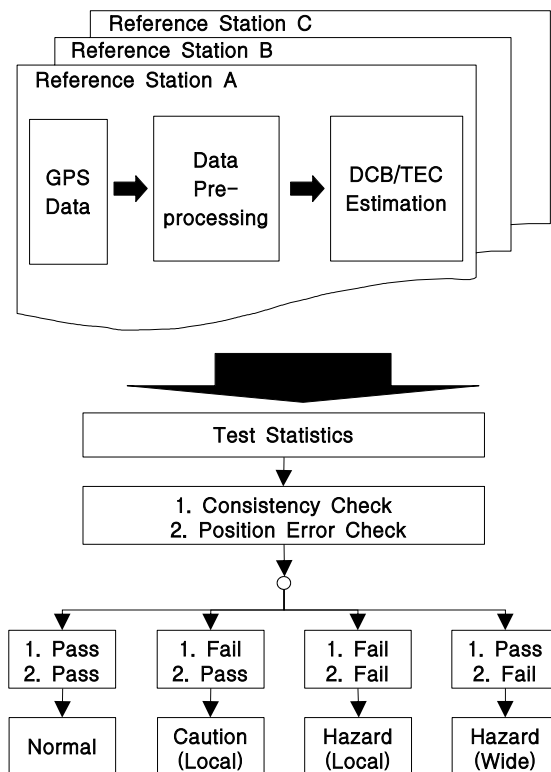 Reference Station C
Reference Station B
Reference Station A
GPS
Data
Data
Pre-
processing
DCB/TEC
Estimation
Test Statistics
1. Consistency Check
2. Position Error Check
1. Pass
2. Pass
1. Fail
2. Pass
1. Fail
2. Fail
1. Pass
2. Fail
Normal
Caution
(Local)
Hazard
(Local)
Hazard
(Wide)